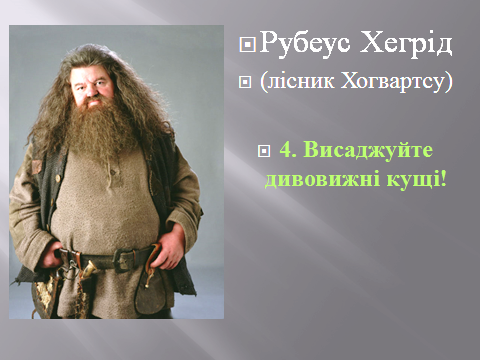 Рубеус Хегрід
(лісник Хогвартсу)
4. Висаджуйте
дивовижні кущі!